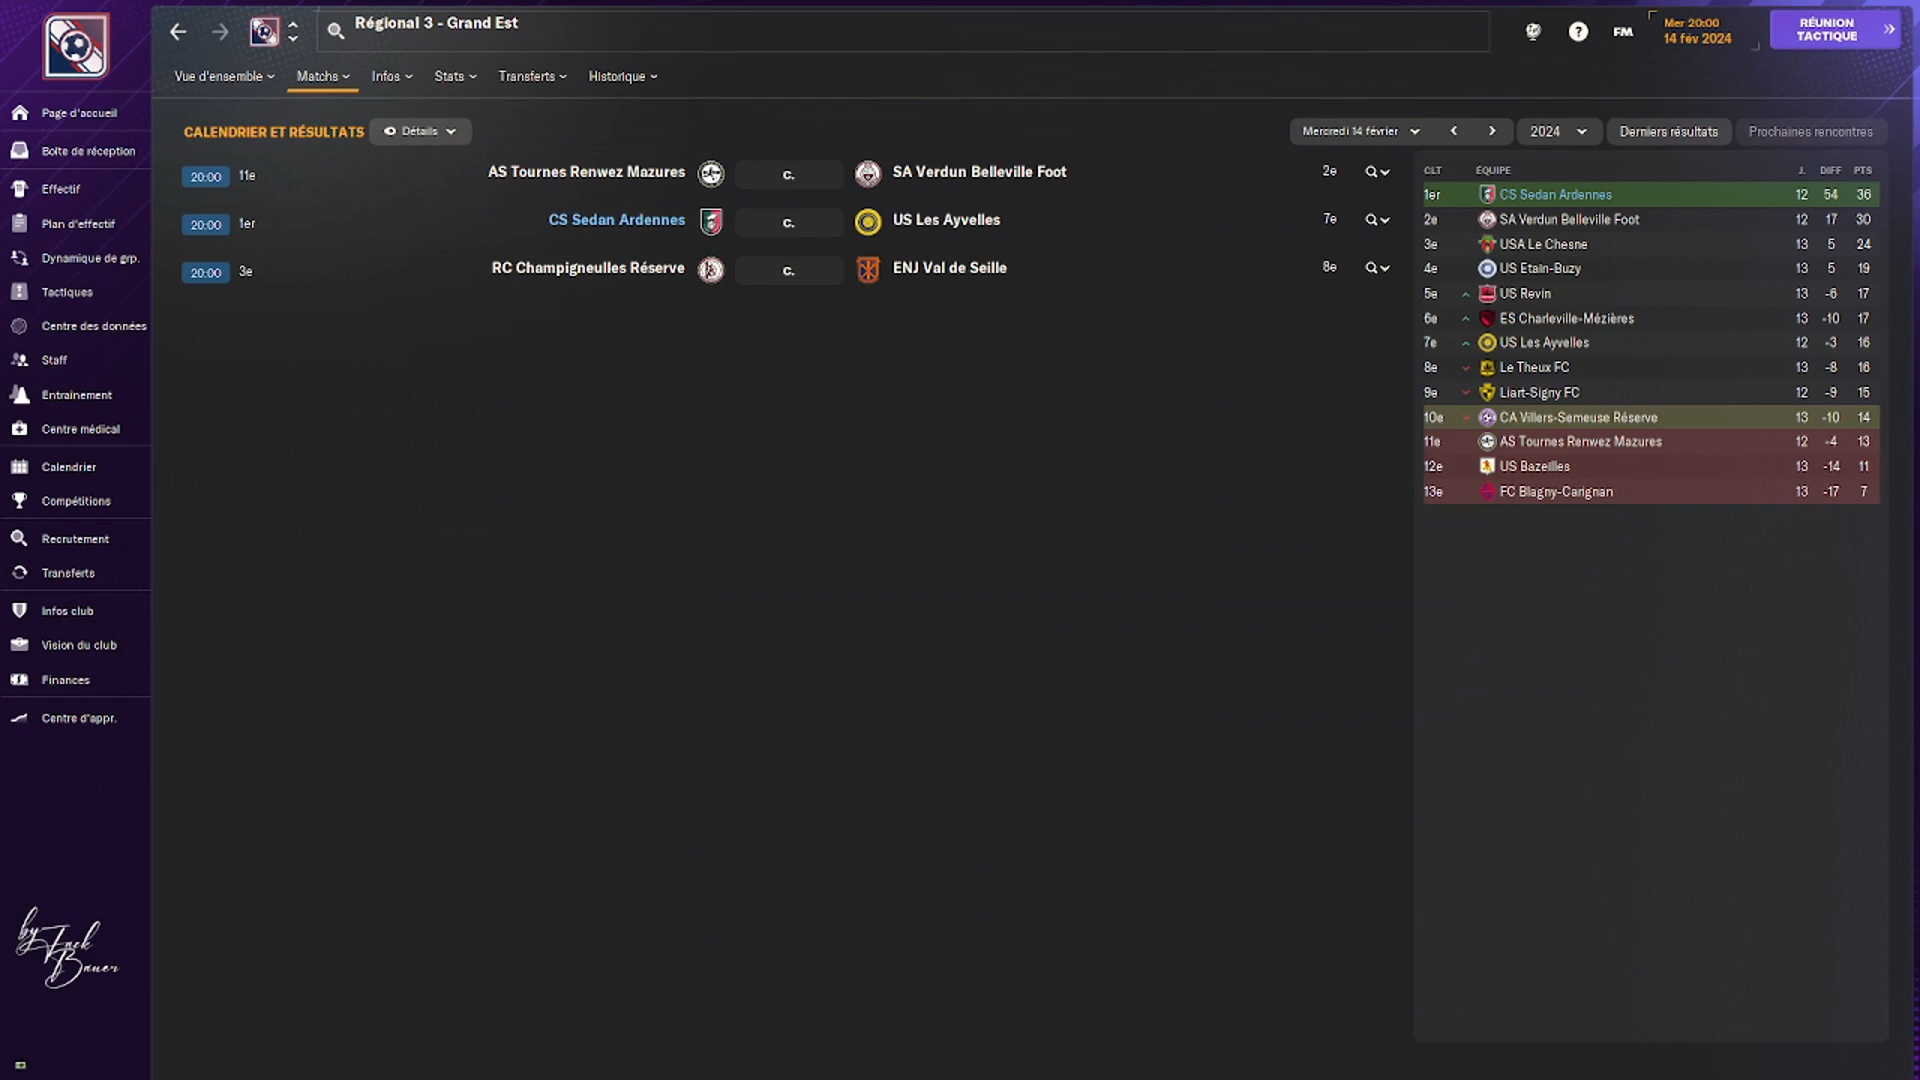 Régional 3 - Grand Est
FM
Mer 20:00
14 fév 2024
RÉUNION
TACTIQUE
Vue d'ensemble
Matchs
Infos
Stats
Transferts
Historique
Page d'accueil
Boîte de réception
Effectif
Plan d'effectif
Dynamique de grp.
Tactiques
Centre des données
Staff
Entraînement
Centre médical
Calendrier
Compétitions
Recrutement
Transferts
Infos club
Vision du club
Finances
Centre d'appr.
by Jack
Bauer
CALENDRIER ET RÉSULTATS
Détails
Mercredi 14 février
2024
Derniers résultats
Prochaines rencontres
20:00 11e AS Tournes Renwez Mazures c. SA Verdun Belleville Foot 2e
20:00 1er CS Sedan Ardennes c. US Les Ayvelles 7e
20:00 3e RC Champigneulles Réserve c. ENJ Val de Seille 8e
CLT ÉQUIPE J. DIFF PTS
1er CS Sedan Ardennes 12 54 36
2e SA Verdun Belleville Foot 12 17 30
3e USA Le Chesne 13 5 24
4e US Etain-Buzy 13 5 19
5e US Revin 13 -6 17
6e ES Charleville-Mézières 13 -10 17
7e US Les Ayvelles 12 -3 16
8e Le Theux FC 13 -8 16
9e Liart-Signy FC 12 -9 15
10e CA Villers-Semeuse Réserve 13 -10 14
11e AS Tournes Renwez Mazures 12 -4 13
12e US Bazeilles 13 -14 11
13e FC Blagny-Carignan 13 -17 7